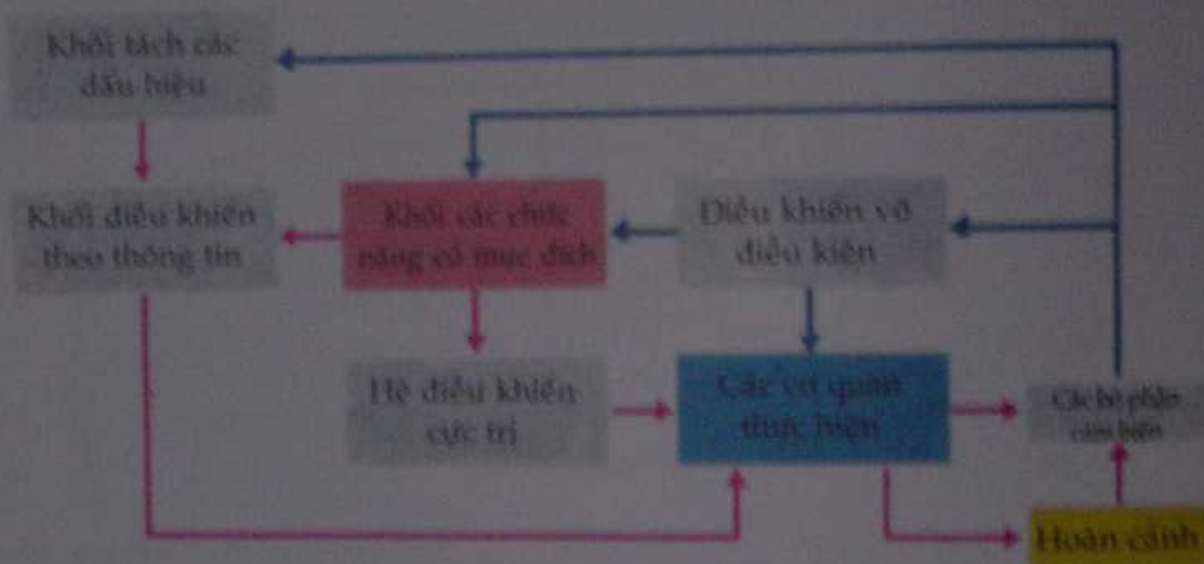 Khối tách các
dấu hiệu
Khối điều khiển
theo thông tin
Khối các chức
năng có mục đích
Điều khiển vô
điều kiện
Hệ điều khiển
cực trị
Các cơ quan
thực hiện
Các bộ phận
cảm biến
Hoàn cảnh